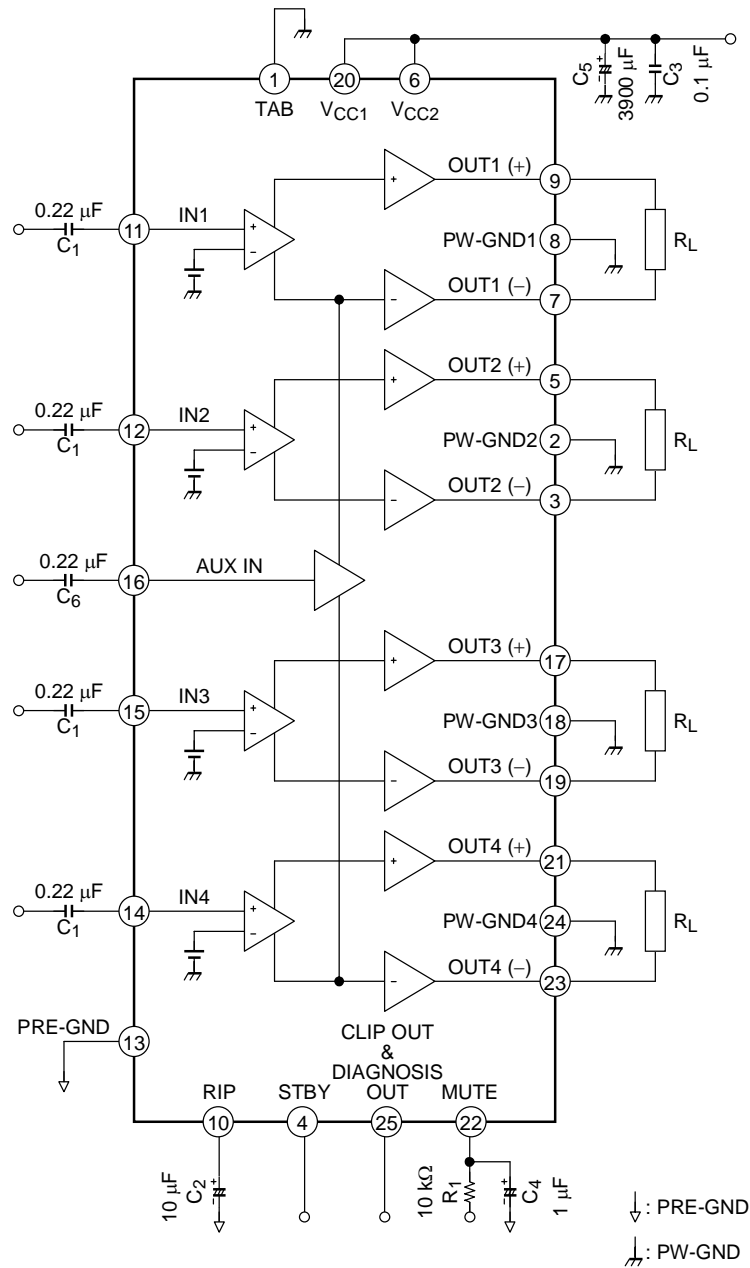 1 20 6
TAB VCC1 VCC2
C5 3900 µF C3 0.1 µF
OUT1 (+) 9
0.22 µF
C1 11 IN1 + −
+
PW-GND1 8 RL
OUT1 (−) 7
−
OUT2 (+) 5
+
0.22 µF
C1 12 IN2 + −
PW-GND2 2 RL
OUT2 (−) 3
−
0.22 µF
C6 16 AUX IN
OUT3 (+) 17
+
0.22 µF
C1 15 IN3 + −
PW-GND3 18 RL
OUT3 (−) 19
−
OUT4 (+) 21
+
0.22 µF
C1 14 IN4 + −
PW-GND4 24 RL
OUT4 (−) 23
−
PRE-GND 13
CLIP OUT
&
DIAGNOSIS
RIP STBY OUT MUTE
10 4 25 22
10 µF C2 − + 10 kΩ R1 − + C4 1 µF
: PRE-GND
: PW-GND